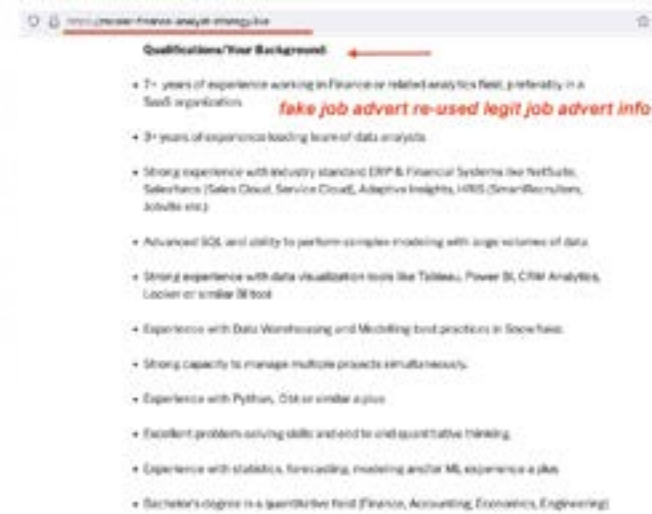 Qualifications/Your Background:
• 7+ years of experience working in Finance or related analytics field, preferably in a
SaaS organization.
fake job advert re-used legit job advert info
• 3+ years of experience leading team of data analysts
• Strong experience with industry standard ERP & Financial Systems like NetSuite,
Salesforce (Sales Cloud, Service Cloud), Adaptive Insights, HRIS (SmartRecruiters,
Jobvite etc.)
• Advanced SQL and ability to perform complex modeling with large volumes of data
• Strong experience with data visualization tools like Tableau, Power BI, CRM Analytics,
Looker or similar BI tool
• Experience with Data Warehousing and Modelling best practices in Snowflake.
• Strong capacity to manage multiple projects simultaneously.
• Experience with Python, Dbt or similar a plus
• Excellent problem-solving skills and end to end quantitative thinking.
• Experience with statistics, forecasting, modeling and/or ML experience a plus
• Bachelor's degree in a quantitative field (Finance, Accounting, Economics, Engineering)